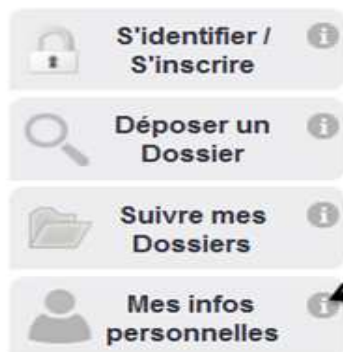 S'identifier /
S'inscrire
Déposer un
Dossier
Suivre mes
Dossiers
Mes infos
personnelles